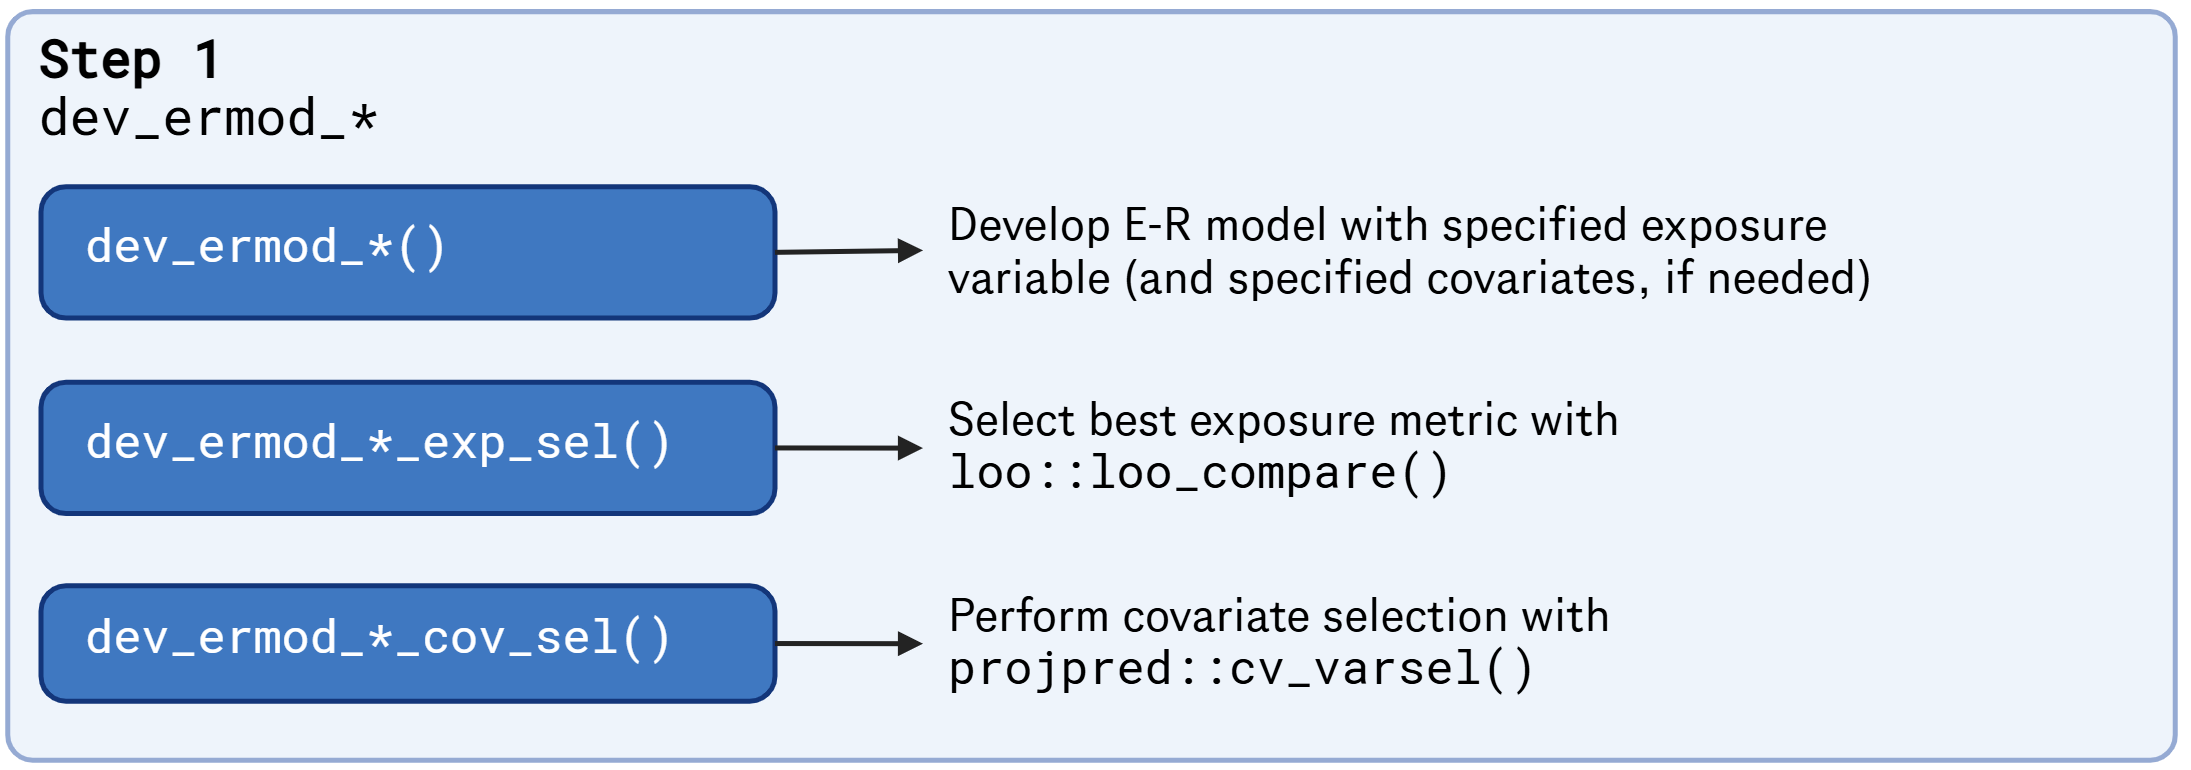 Step 1
dev_ermod_*
dev_ermod_*()
Develop E-R model with specified exposure
variable (and specified covariates, if needed)
dev_ermod_*_exp_sel()
Select best exposure metric with
loo::loo_compare()
dev_ermod_*_cov_sel()
Perform covariate selection with
projpred::cv_varsel()